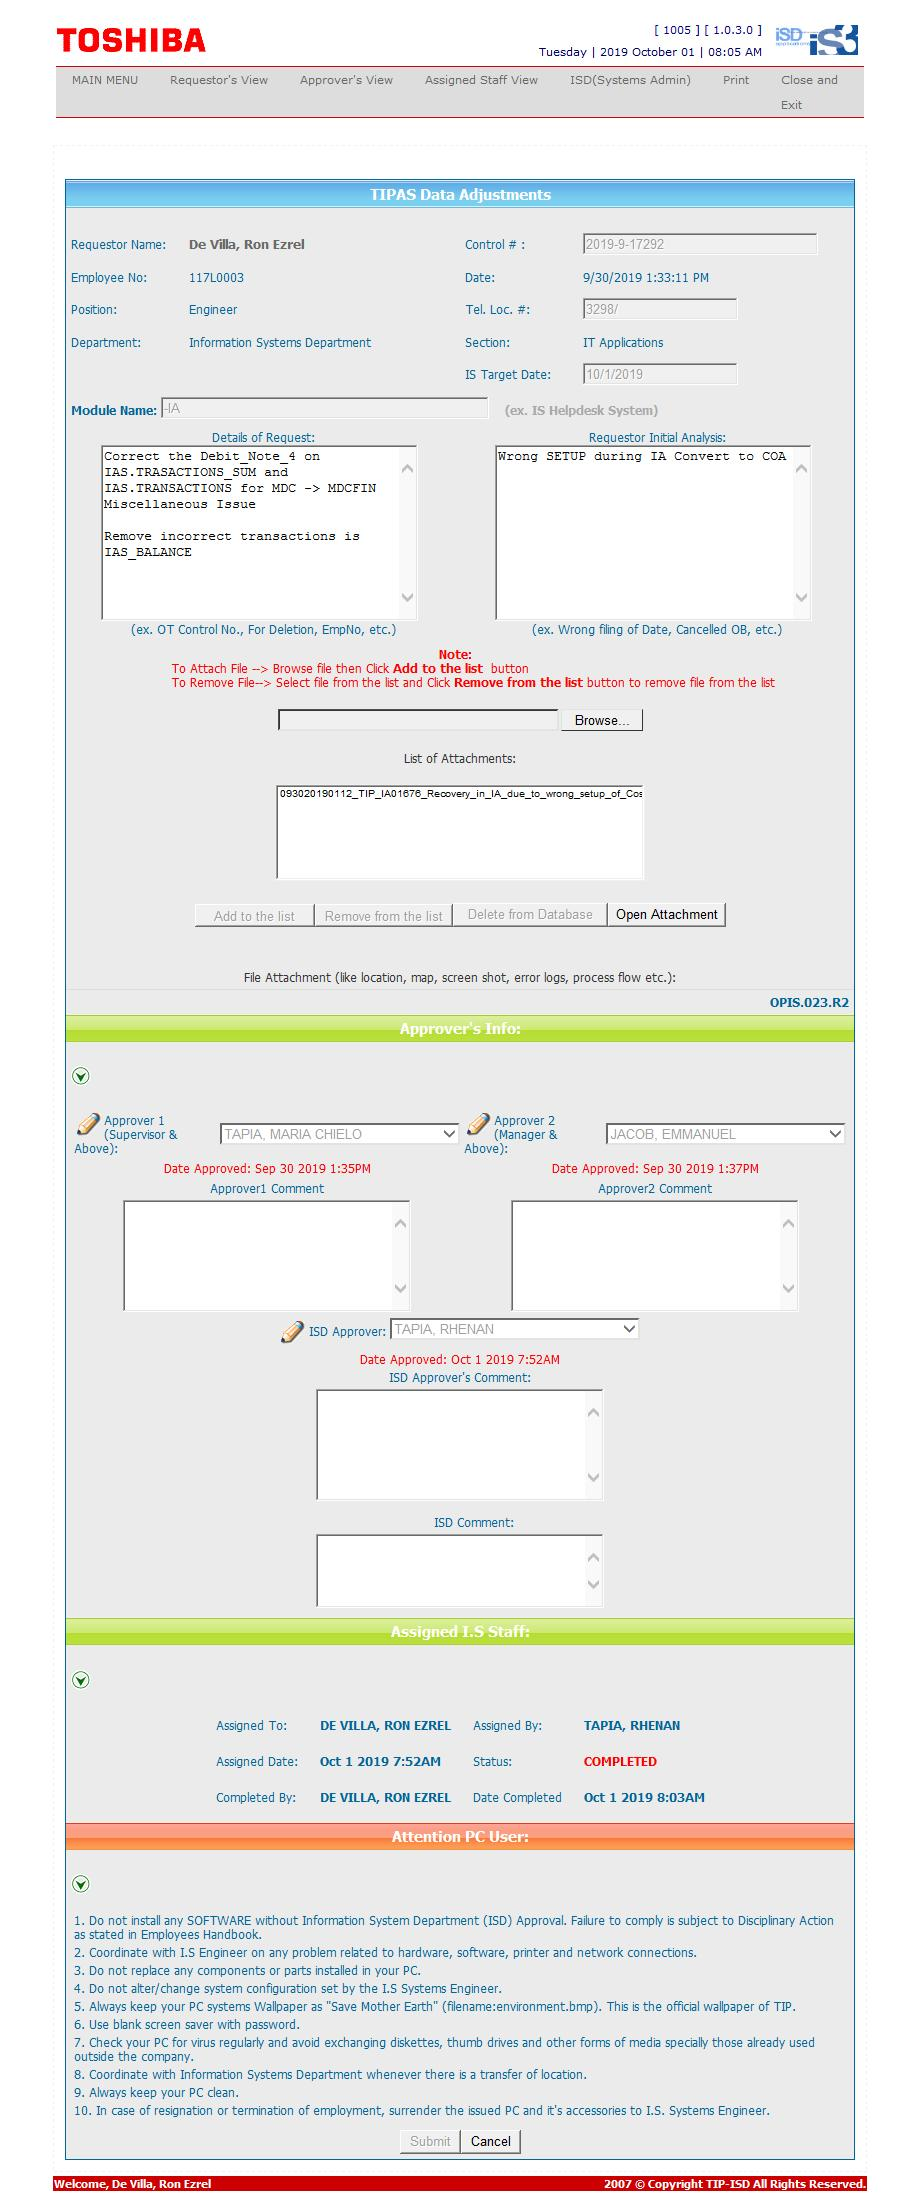 TOSHIBA
[ 1005 ] [ 1.0.3.0 ]
Tuesday | 2019 October 01 | 08:05 AM
ISD iS3
MAIN MENU Requestor's View Approver's View Assigned Staff View ISD(Systems Admin) Print Close and
Exit
TIPAS Data Adjustments
Requestor Name: De Villa, Ron Ezrel Control # : 2019-9-17292
Employee No: 117L0003 Date: 9/30/2019 1:33:11 PM
Position: Engineer Tel. Loc. #: 3298/
Department: Information Systems Department Section: IT Applications
IS Target Date: 10/1/2019
Module Name: -IA (ex. IS Helpdesk System)
Details of Request:
Correct the Debit_Note_4 on
IAS.TRASACTIONS_SUM and
IAS.TRANSACTIONS for MDC -> MDCFIN
Miscellaneous Issue
Remove incorrect transactions is
IAS_BALANCE
(ex. OT Control No., For Deletion, EmpNo, etc.)
Requestor Initial Analysis:
Wrong SETUP during IA Convert to COA
(ex. Wrong filing of Date, Cancelled OB, etc.)
Note:
To Attach File --> Browse file then Click Add to the list button
To Remove File--> Select file from the list and Click Remove from the list button to remove file from the list
Browse...
List of Attachments:
093020190112_TIP_IA01676_Recovery_in_IA_due_to_wrong_setup_of_Cos
Add to the list Remove from the list Delete from Database Open Attachment
File Attachment (like location, map, screen shot, error logs, process flow etc.):
OPIS.023.R2
Approver's Info:
Approver 1
(Supervisor &
Above):
TAPIA, MARIA CHIELO
Approver 2
(Manager &
Above):
JACOB, EMMANUEL
Date Approved: Sep 30 2019 1:35PM Date Approved: Sep 30 2019 1:37PM
Approver1 Comment Approver2 Comment
ISD Approver: TAPIA, RHENAN
Date Approved: Oct 1 2019 7:52AM
ISD Approver's Comment:
ISD Comment:
Assigned I.S Staff:
Assigned To: DE VILLA, RON EZREL Assigned By: TAPIA, RHENAN
Assigned Date: Oct 1 2019 7:52AM Status: COMPLETED
Completed By: DE VILLA, RON EZREL Date Completed Oct 1 2019 8:03AM
Attention PC User:
1. Do not install any SOFTWARE without Information System Department (ISD) Approval. Failure to comply is subject to Disciplinary Action
as stated in Employees Handbook.
2. Coordinate with I.S Engineer on any problem related to hardware, software, printer and network connections.
3. Do not replace any components or parts installed in your PC.
4. Do not alter/change system configuration set by the I.S Systems Engineer.
5. Always keep your PC systems Wallpaper as "Save Mother Earth" (filename:environment.bmp). This is the official wallpaper of TIP.
6. Use blank screen saver with password.
7. Check your PC for virus regularly and avoid exchanging diskettes, thumb drives and other forms of media specially those already used
outside the company.
8. Coordinate with Information Systems Department whenever there is a transfer of location.
9. Always keep your PC clean.
10. In case of resignation or termination of employment, surrender the issued PC and it's accessories to I.S. Systems Engineer.
Submit Cancel
Welcome, De Villa, Ron Ezrel 2007 © Copyright TIP-ISD All Rights Reserved.